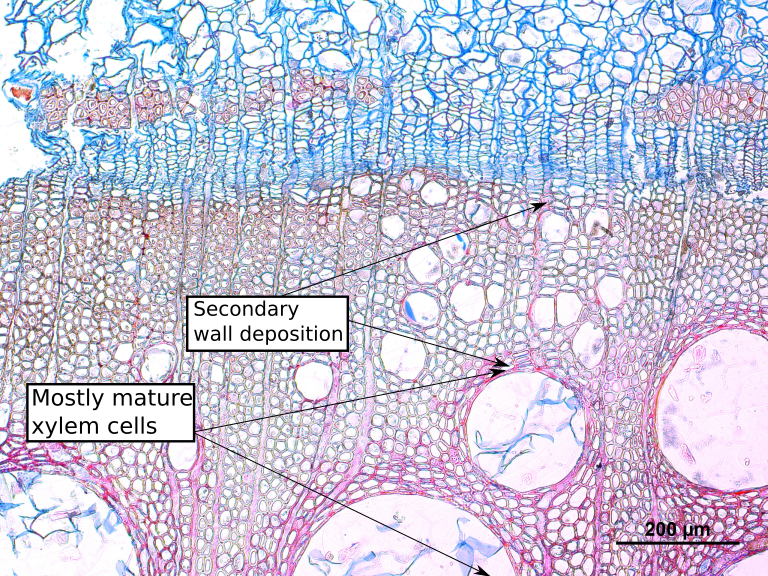 Secondary
wall deposition
Mostly mature
xylem cells
200 µm